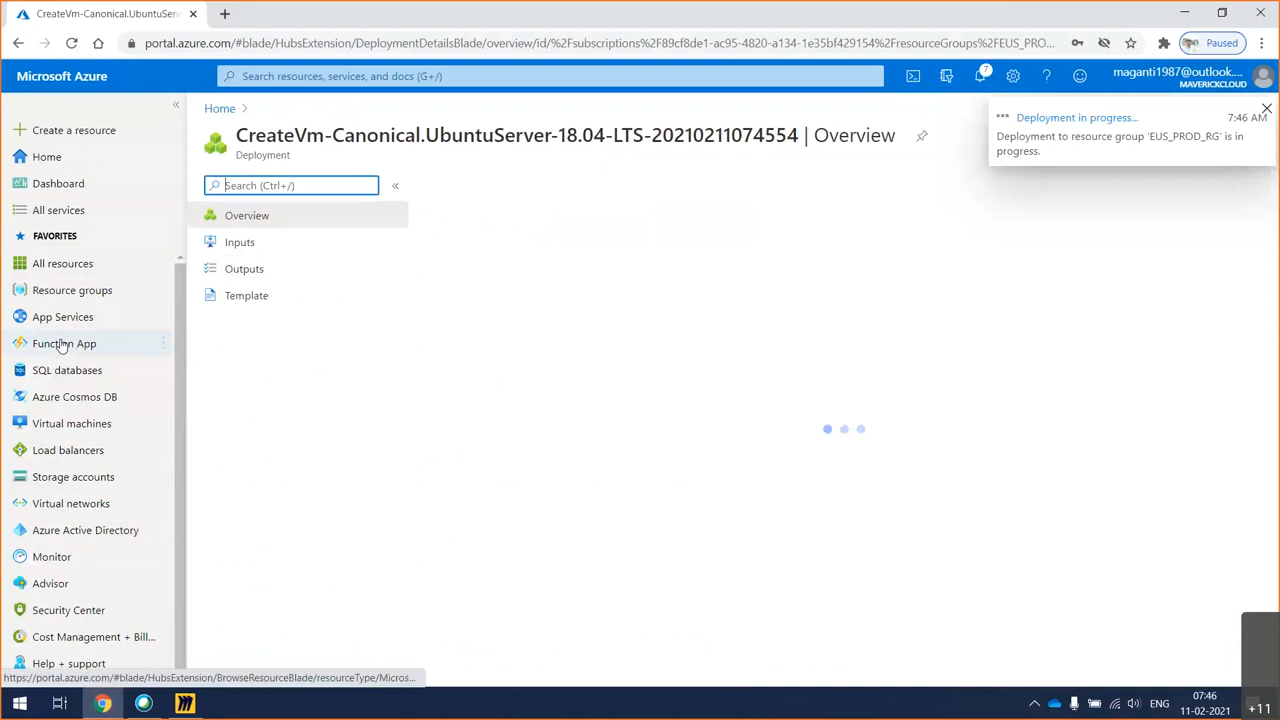 CreateVm-Canonical.UbuntuServ
portal.azure.com/#blade/HubsExtension/DeploymentDetailsBlade/overview/id/%2Fsubscriptions%2F89cf8de1-ac95-4820-a134-1e35bf429154%2FresourceGroups%2FEUS_PRO...
Paused
Microsoft Azure
Search resources, services, and docs (G+/)
7
maganti1987@outlook....
MAVERICKCLOUD
Create a resource
Home
Dashboard
All services
FAVORITES
All resources
Resource groups
App Services
Function App
SQL databases
Azure Cosmos DB
Virtual machines
Load balancers
Storage accounts
Virtual networks
Azure Active Directory
Monitor
Advisor
Security Center
Cost Management + Bill...
Help + support
Home
CreateVm-Canonical.UbuntuServer-18.04-LTS-20210211074554 | Overview
Deployment
Search (Ctrl+/)
Overview
Inputs
Outputs
Template
Deployment in progress...
7:46 AM
Deployment to resource group 'EUS_PROD_RG' is in
progress.
https://portal.azure.com/#blade/HubsExtension/BrowseResourceBlade/resourceType/Micros...
ENG
07:46
11-02-2021
+11